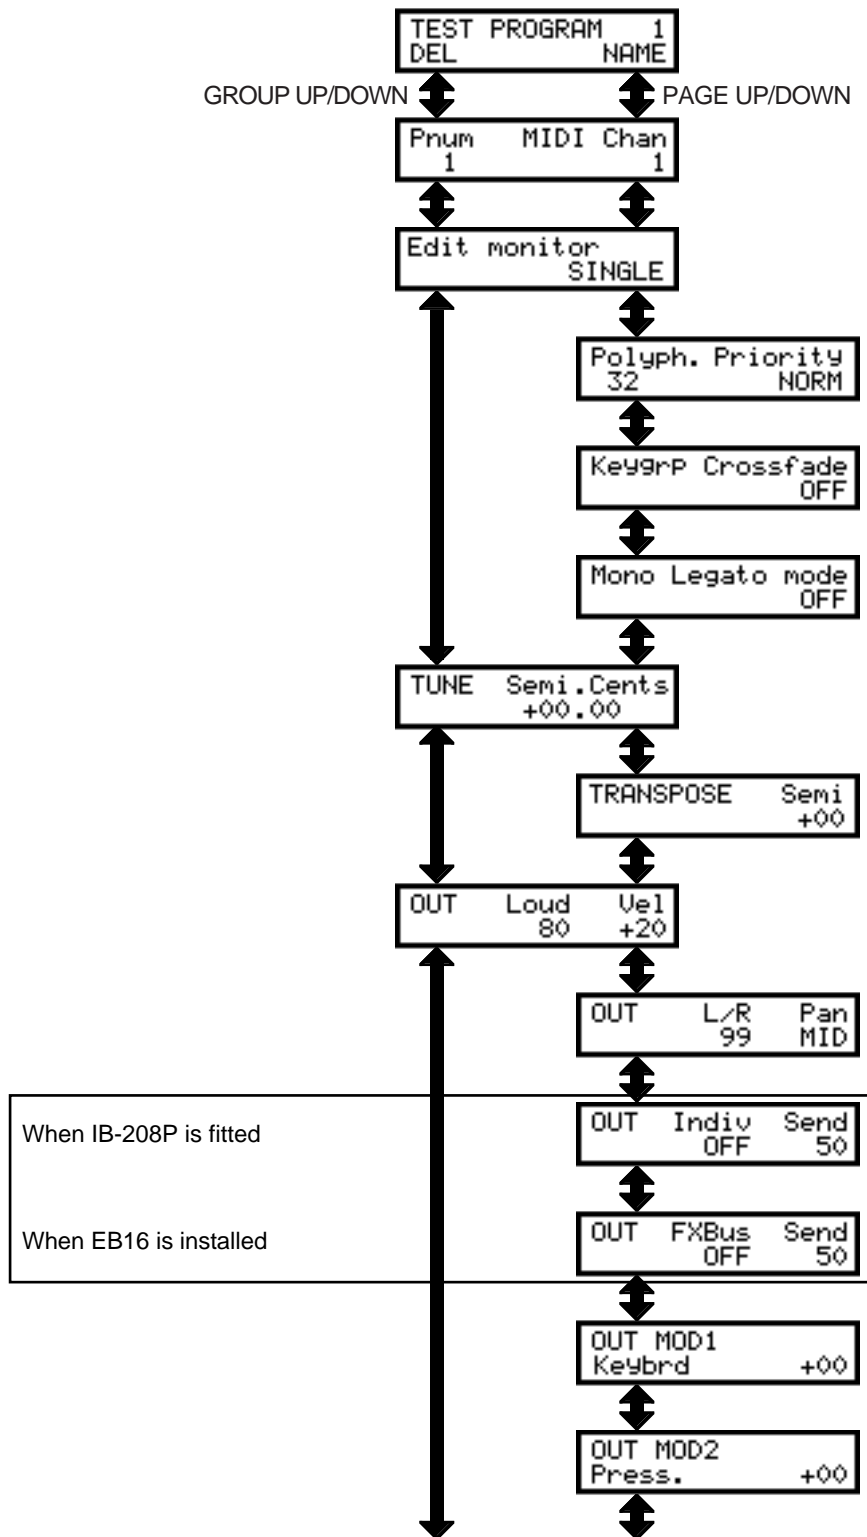 TEST PROGRAM 1
DEL NAME
GROUP UP/DOWN PAGE UP/DOWN
Pnum MIDI Chan
1 1
Edit monitor
SINGLE
Polyph. Priority
32 NORM
Keygrp Crossfade
OFF
Mono Legato mode
OFF
TUNE Semi.Cents
+00.00
TRANSPOSE Semi
+00
OUT Loud Vel
80 +20
OUT L/R Pan
99 MID
When IB-208P is fitted
OUT Indiv Send
OFF 50
When EB16 is installed
OUT FXBus Send
OFF 50
OUT MOD1
Keybrd +00
OUT MOD2
Press. +00